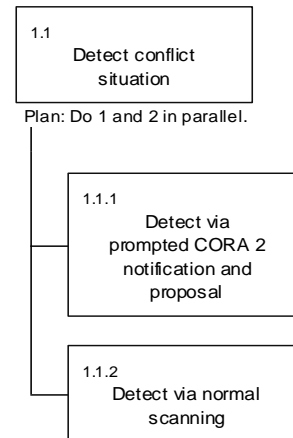 1.1
Detect conflict
situation
Plan: Do 1 and 2 in parallel.
1.1.1
Detect via
prompted CORA 2
notification and
proposal
1.1.2
Detect via normal
scanning